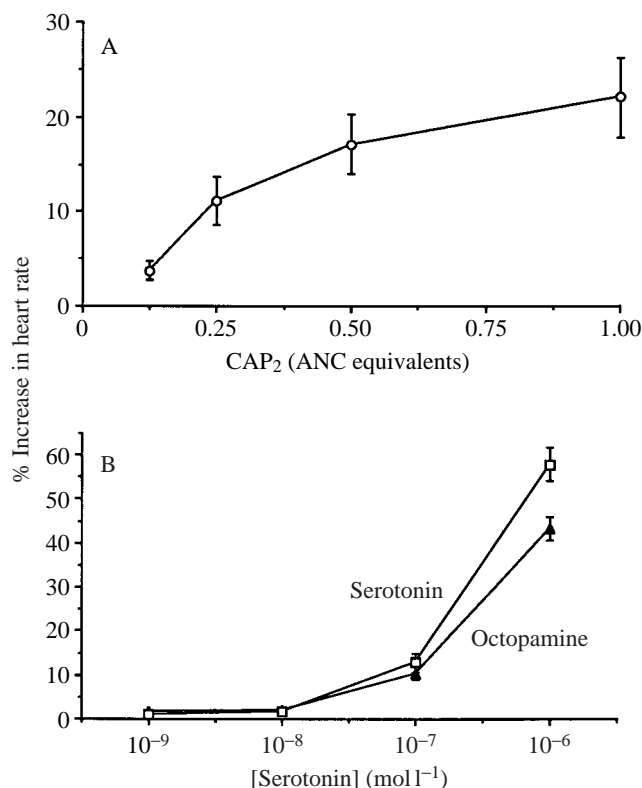 30
A
20
10
0
0 0.25 0.50 0.75 1.00
CAP₂ (ANC equivalents)
% Increase in heart rate
60
B
50
40
30
20
10
0
Serotonin
Octopamine
10⁻⁹ 10⁻⁸ 10⁻⁷ 10⁻⁶
[Serotonin] (mol l⁻¹)